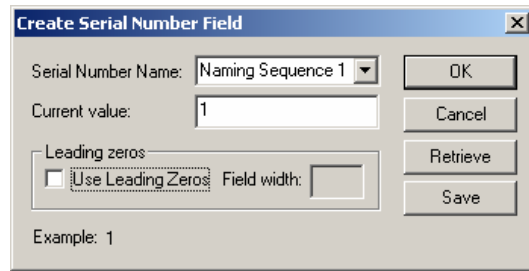 Create Serial Number Field
Serial Number Name: Naming Sequence 1
OK
Current value: 1
Cancel
Leading zeros
Retrieve
Use Leading Zeros Field width:
Save
Example: 1